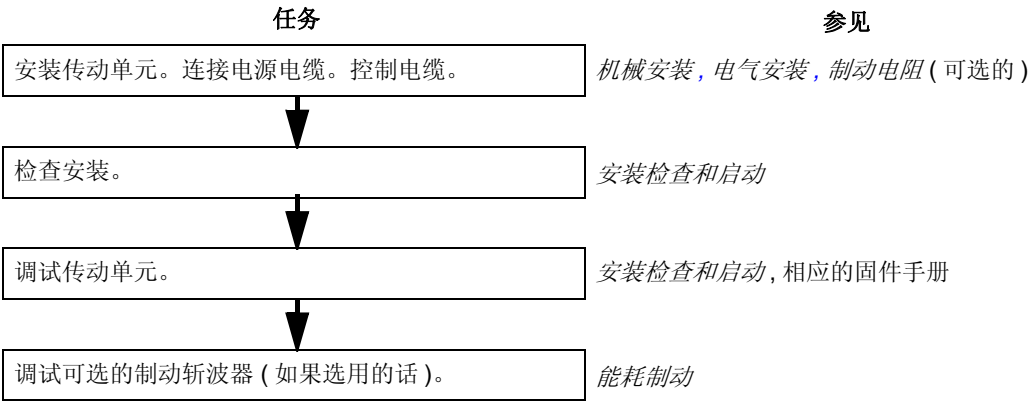 任务 参见
安装传动单元。连接电源电缆。控制电缆。 机械安装 , 电气安装 , 制动电阻 ( 可选的 )
检查安装。 安装检查和启动
调试传动单元。 安装检查和启动 , 相应的固件手册
调试可选的制动斩波器 ( 如果选用的话 )。 能耗制动